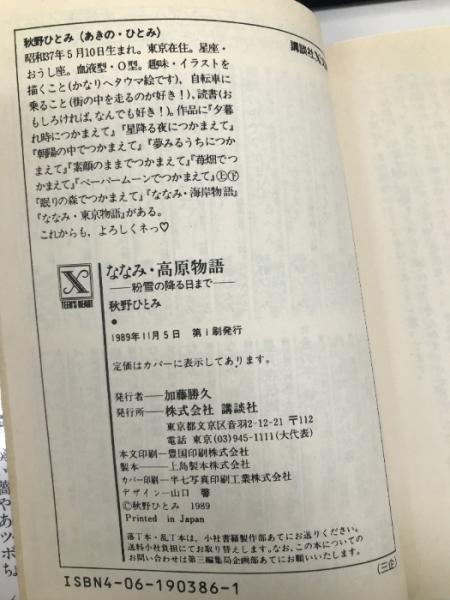 秋野ひとみ(あきの・ひとみ)
昭和37年5月10日生まれ。東京在住。星座・
おうし座。血液型・O型。趣味・イラストを
描くこと(かなりヘタウマ絵です)、自転車に
乗ること(街の中を走るのが好き!)、読書(お
もしろければ、なんでも好き!)。作品に『夕暮
れ時につかまえて』『星降る夜につかまえて』
『朝陽の中でつかまえて』『夢みるうちにつかま
えて』『素顔のままでつかまえて』『苺畑でつ
かまえて』『ペーパームーンでつかまえて』上下
『眠りの森でつかまえて』『ななみ・海岸物語』
『ななみ・東京物語』がある。
これからも、よろしくネっ♡
講談社X
X
TEEN'S HEART
ななみ・高原物語
―粉雪の降る日まで―
秋野ひとみ
●
1989年11月5日 第1刷発行
定価はカバーに表示してあります。
発行者―加藤勝久
発行所―株式会社 講談社
東京都文京区音羽2-12-21 〒112
電話 東京(03)945-1111(大代表)
本文印刷―豊国印刷株式会社
製本―上島製本株式会社
カバー印刷―半七写真印刷工業株式会社
デザイン―山口 馨
©秋野ひとみ 1989
Printed in Japan
落丁本・乱丁本は、小社書籍製作部あてにお送りください。
送料小社負担にてお取り替えします。なお、この本についての
お問い合わせは第三編集局企画部あてにお願いいたします。
(三企)
ISBN4-06-190386-1